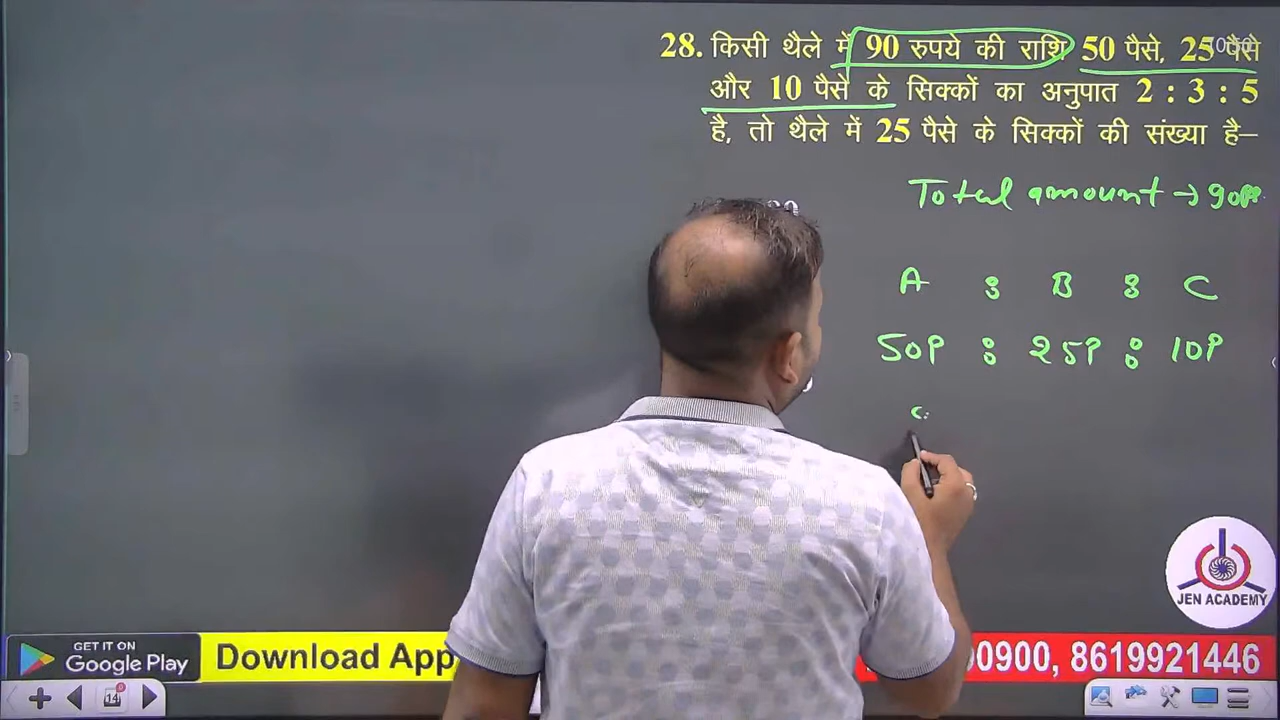 28. किसी थैले में 90 रुपये की राशि 50 पैसे, 25 पैसे
और 10 पैसे के सिक्कों का अनुपात 2 : 3 : 5
है, तो थैले में 25 पैसे के सिक्कों की संख्या है–
Total amount →
A : B : C
50P : 25P : 10P
JEN ACADEMY
GET IT ON
Google Play
Download App
0900, 8619921446
14